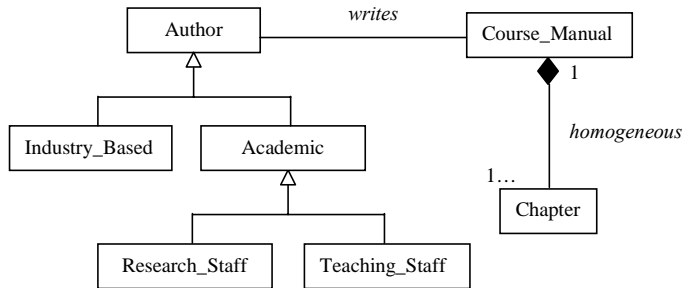 Author
writes
Course_Manual
1
Industry_Based
Academic
homogeneous
1…
Chapter
Research_Staff
Teaching_Staff